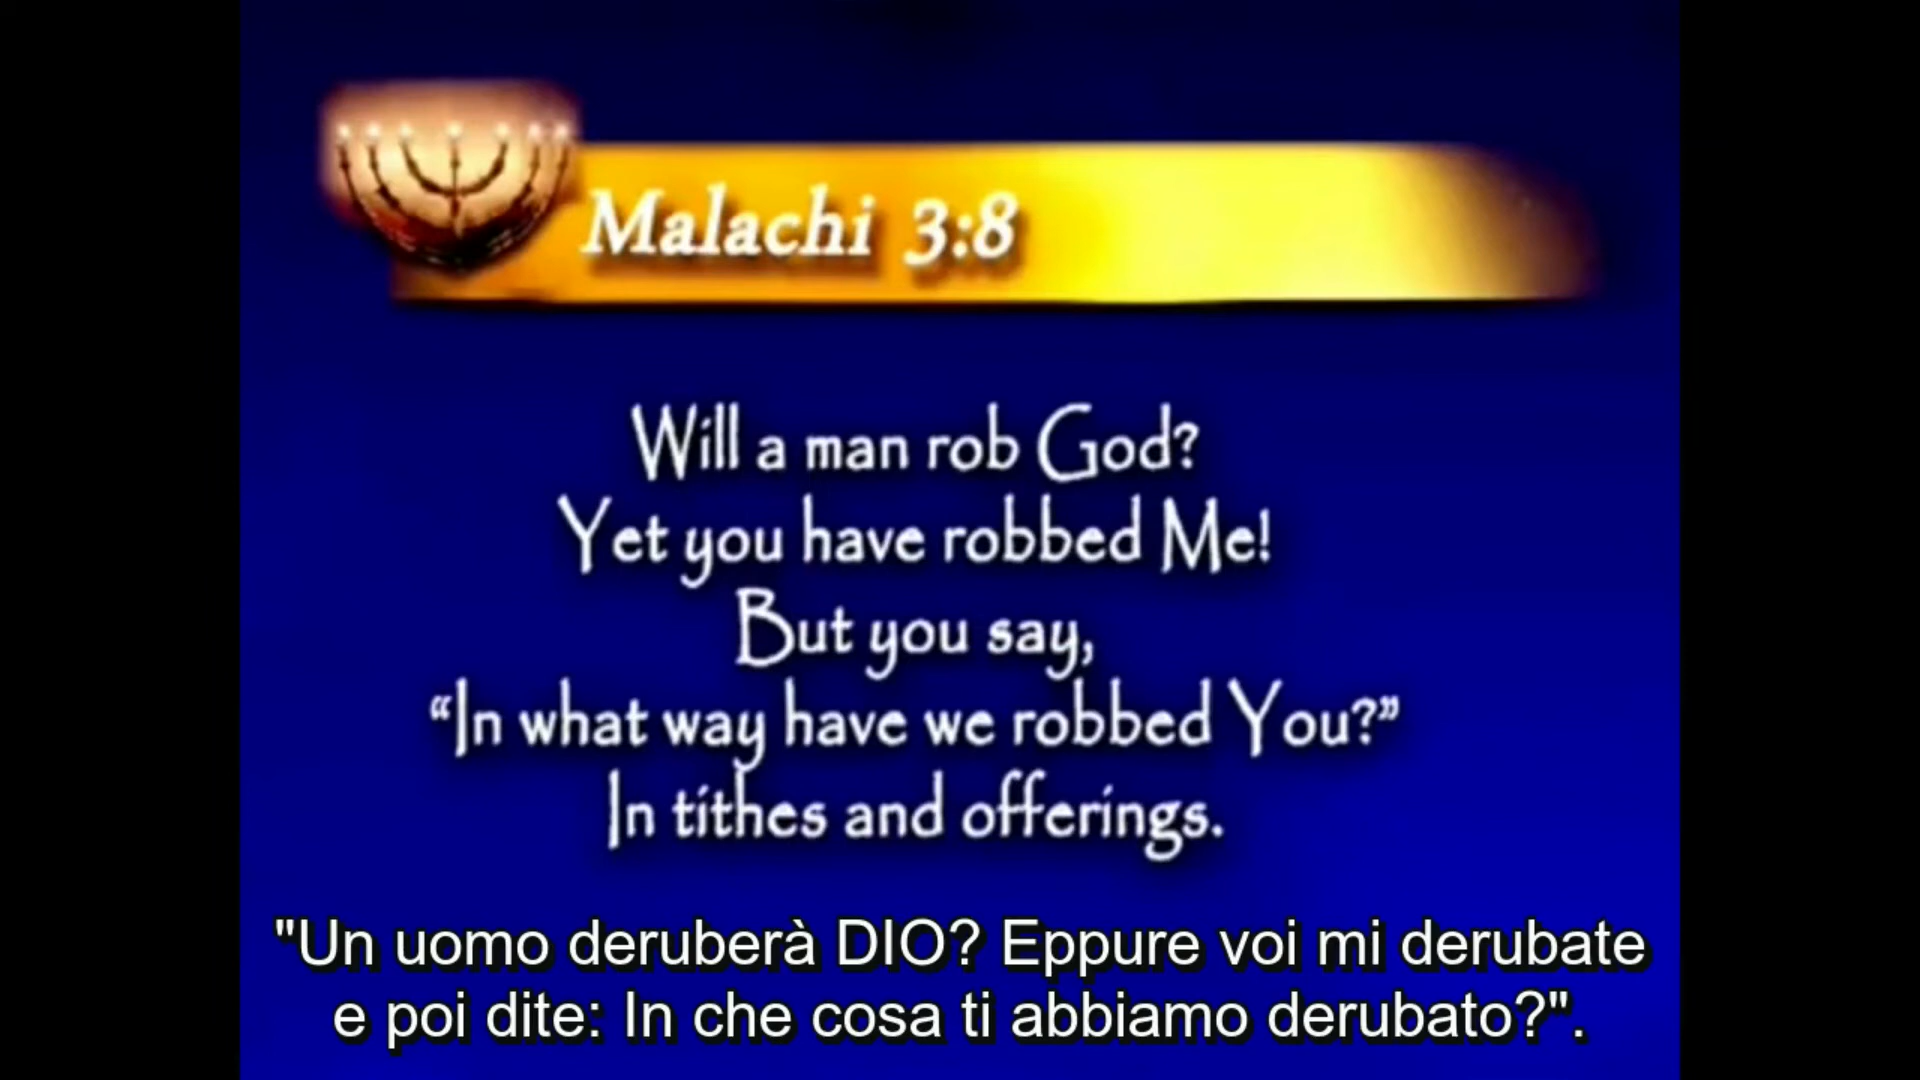 Malachi 3:8
Will a man rob God?
Yet you have robbed Me!
But you say,
“In what way have we robbed You?”
In tithes and offerings.
"Un uomo deruberà DIO? Eppure voi mi derubate
e poi dite: In che cosa ti abbiamo derubato?".